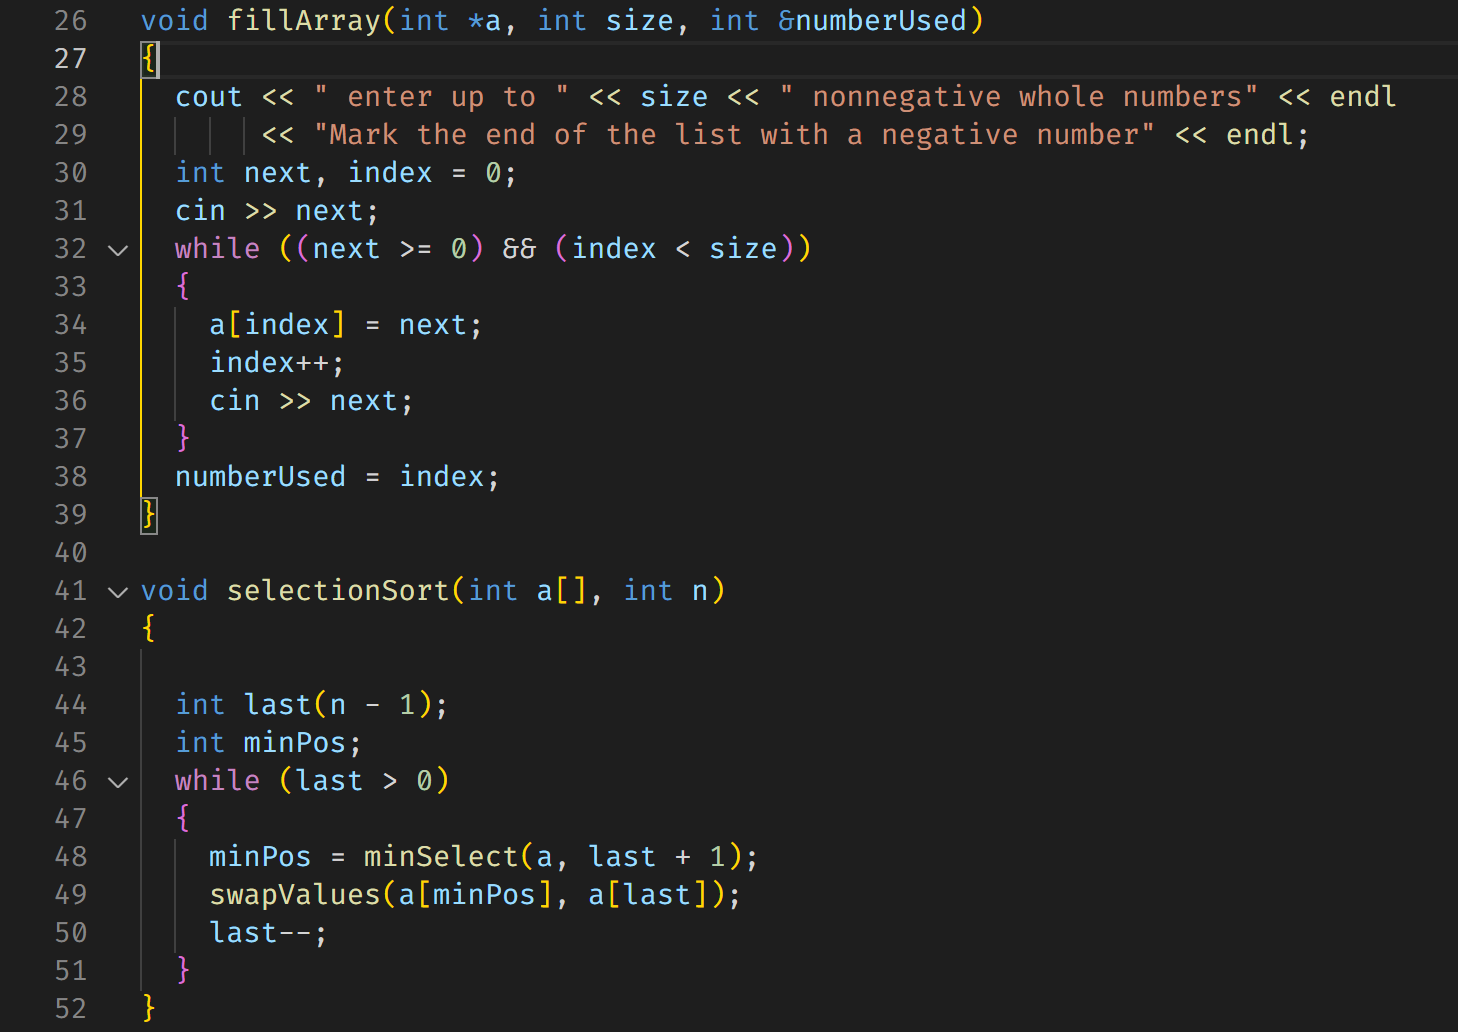 26 void fillArray(int *a, int size, int &numberUsed)
27 {
28   cout << " enter up to " << size << " nonnegative whole numbers" << endl
29        << "Mark the end of the list with a negative number" << endl;
30   int next, index = 0;
31   cin >> next;
32   while ((next >= 0) && (index < size))
33   {
34     a[index] = next;
35     index++;
36     cin >> next;
37   }
38   numberUsed = index;
39 }
40
41 void selectionSort(int a[], int n)
42 {
43
44   int last(n - 1);
45   int minPos;
46   while (last > 0)
47   {
48     minPos = minSelect(a, last + 1);
49     swapValues(a[minPos], a[last]);
50     last--;
51   }
52 }